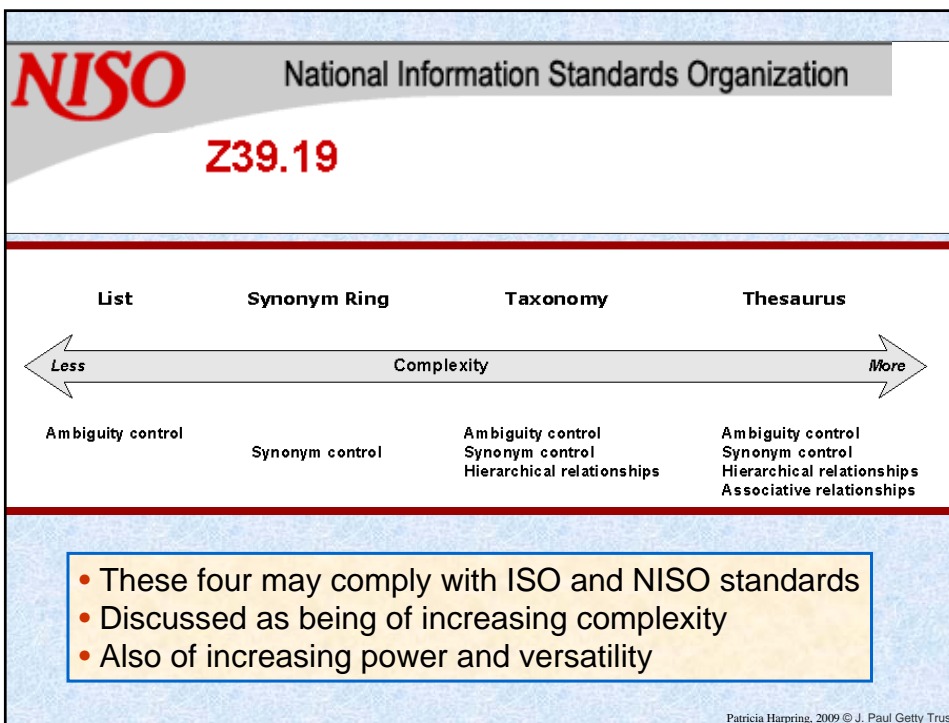 NISO National Information Standards Organization
Z39.19
List Synonym Ring Taxonomy Thesaurus
Less Complexity More
Ambiguity control
Synonym control
Ambiguity control
Synonym control
Hierarchical relationships
Ambiguity control
Synonym control
Hierarchical relationships
Associative relationships
• These four may comply with ISO and NISO standards
• Discussed as being of increasing complexity
• Also of increasing power and versatility
Patricia Harpring, 2009 © J. Paul Getty Trus